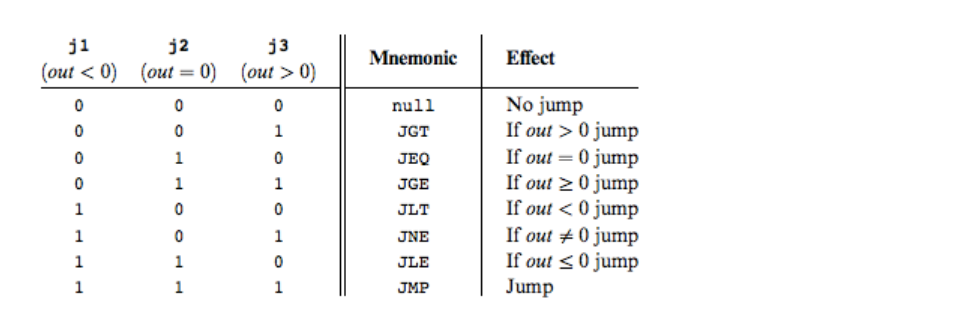 j1 j2 j3 Mnemonic Effect
(out < 0) (out = 0) (out > 0)
0 0 0 null No jump
0 0 1 JGT If out > 0 jump
0 1 0 JEQ If out = 0 jump
0 1 1 JGE If out ≥ 0 jump
1 0 0 JLT If out < 0 jump
1 0 1 JNE If out ≠ 0 jump
1 1 0 JLE If out ≤ 0 jump
1 1 1 JMP Jump